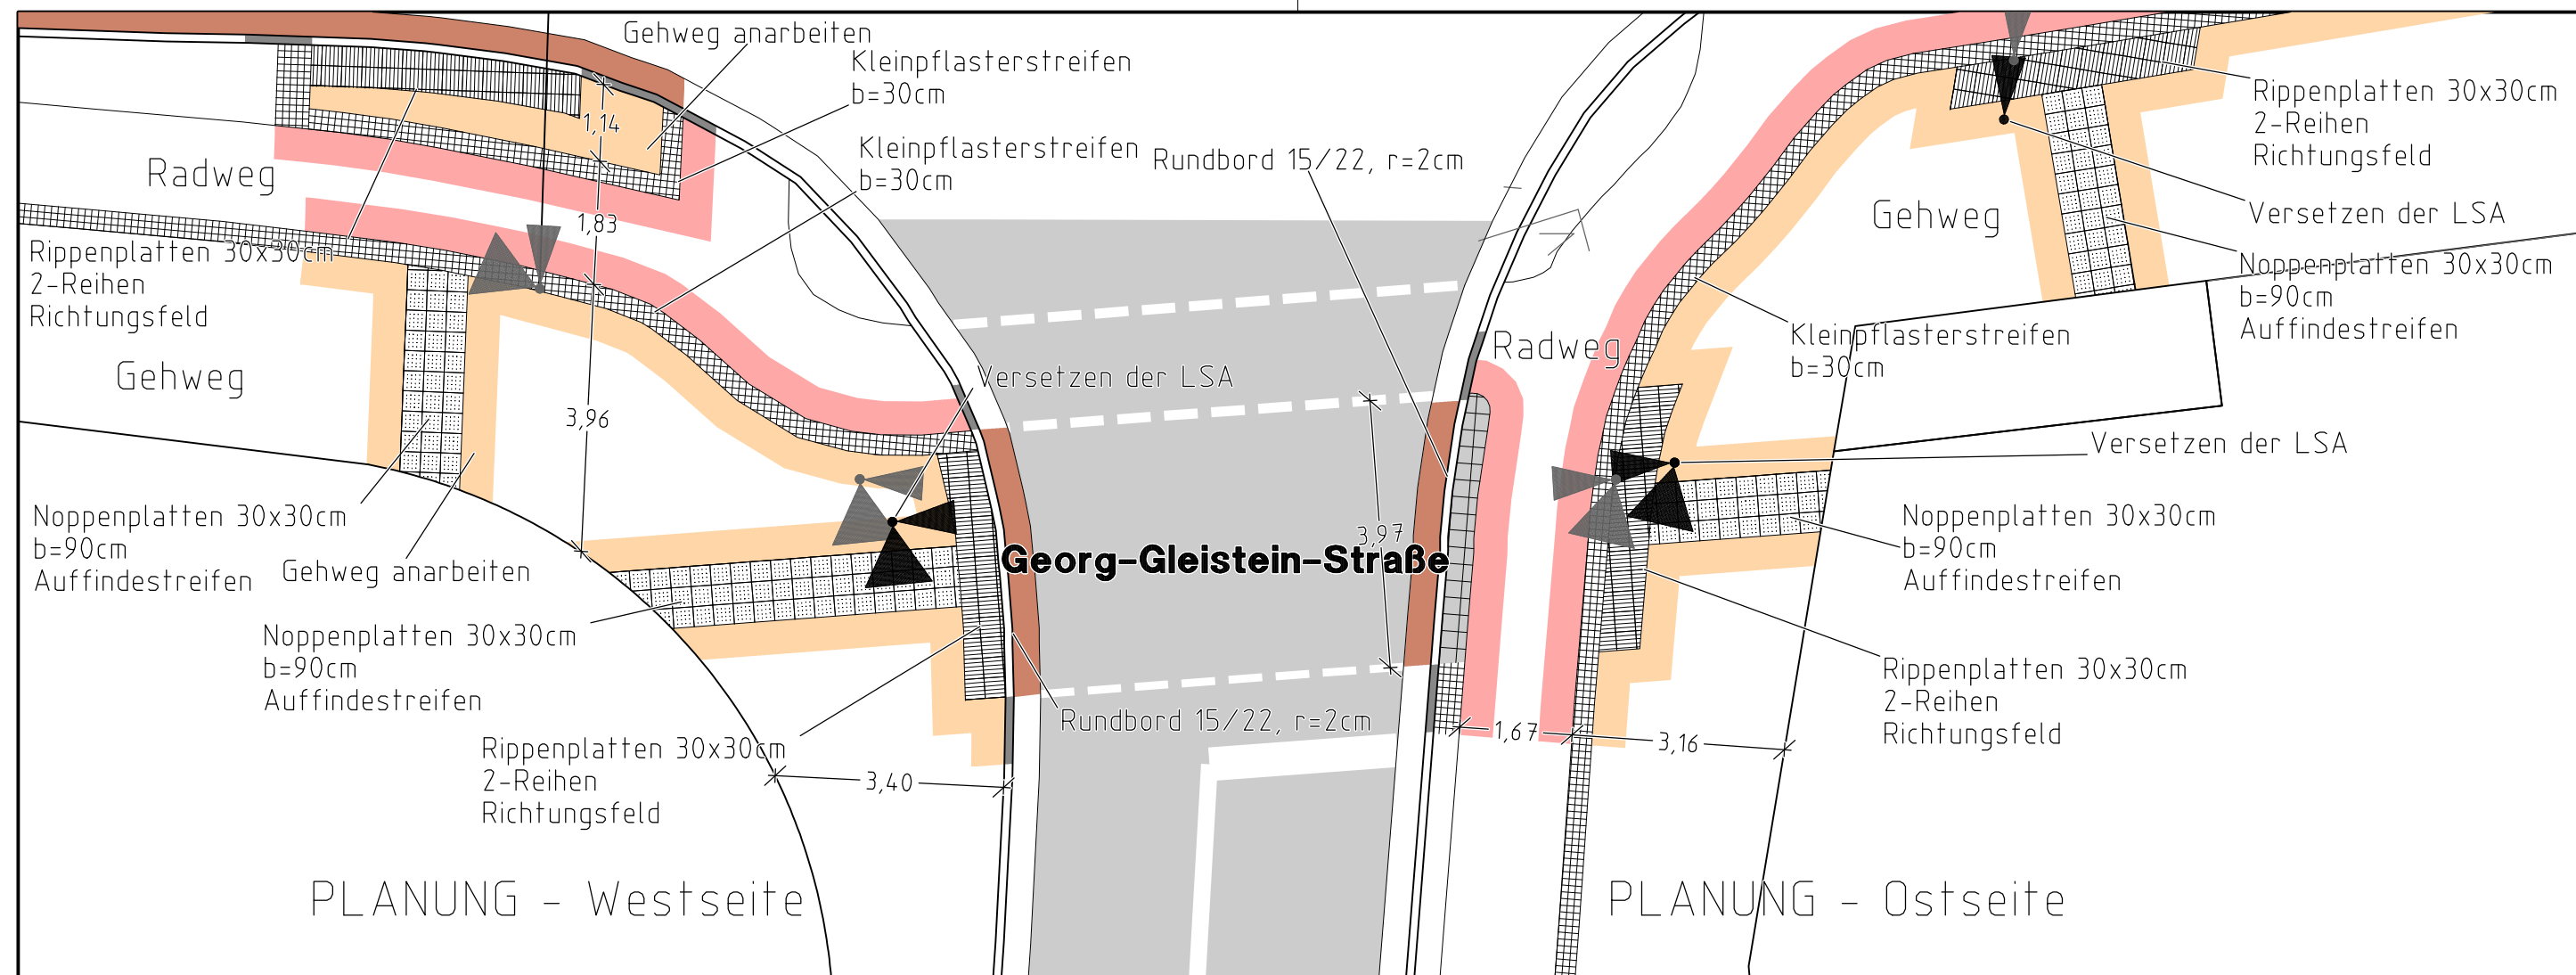 Gehweg anarbeiten
Kleinpflasterstreifen
b=30cm
1,14
Kleinpflasterstreifen
b=30cm
Rundbord 15/22, r=2cm
Radweg
1,83
Rippenplatten 30x30cm
2-Reihen
Richtungsfeld
Gehweg
3,96
Versetzen der LSA
Noppenplatten 30x30cm
b=90cm
Auffindestreifen
Gehweg anarbeiten
Noppenplatten 30x30cm
b=90cm
Auffindestreifen
Rippenplatten 30x30cm
2-Reihen
Richtungsfeld
3,40
Georg-Gleistein-Straße
3,97
Rundbord 15/22, r=2cm
PLANUNG - Westseite
Rippenplatten 30x30cm
2-Reihen
Richtungsfeld
Gehweg
Versetzen der LSA
Noppenplatten 30x30cm
b=90cm
Auffindestreifen
Radweg
Kleinpflasterstreifen
b=30cm
Versetzen der LSA
Noppenplatten 30x30cm
b=90cm
Auffindestreifen
Rippenplatten 30x30cm
2-Reihen
Richtungsfeld
1,67
3,16
PLANUNG - Ostseite